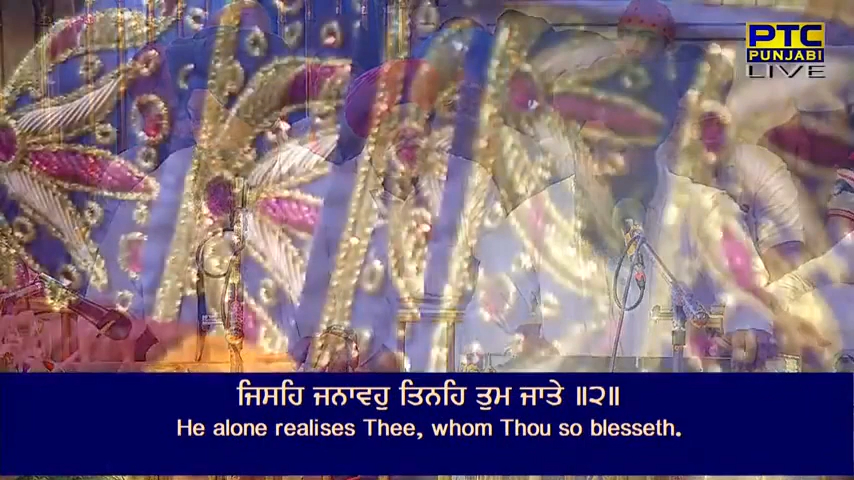 PTC
PUNJABI
LIVE
ਜਿਸਹਿ ਜਨਾਵਹੁ ਤਿਨਹਿ ਤੁਮ ਜਾਤੇ ॥੨॥
He alone realises Thee, whom Thou so blesseth.